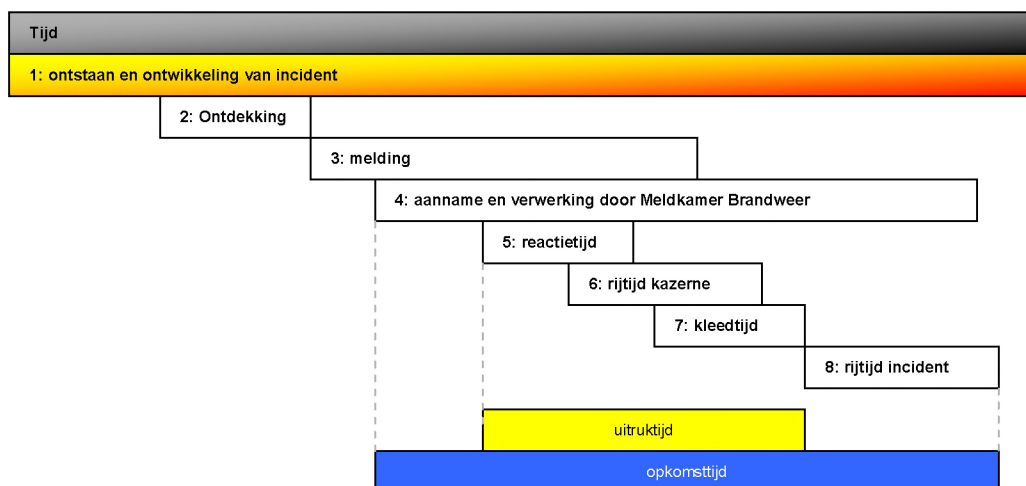 Tijd
1: ontstaan en ontwikkeling van incident
2: Ontdekking
3: melding
4: aanname en verwerking door Meldkamer Brandweer
5: reactietijd
6: rijtijd kazerne
7: kleedtijd
8: rijtijd incident
uitruktijd
opkomsttijd